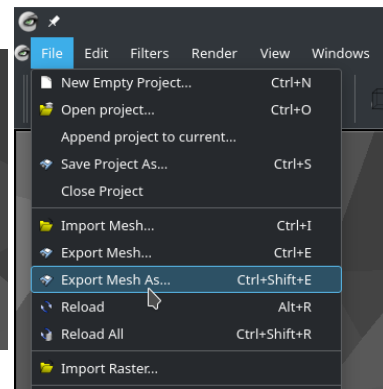 File Edit Filters Render View Windows
New Empty Project... Ctrl+N
Open project... Ctrl+O
Append project to current...
Save Project As... Ctrl+S
Close Project
Import Mesh... Ctrl+I
Export Mesh... Ctrl+E
Export Mesh As... Ctrl+Shift+E
Reload Alt+R
Reload All Ctrl+Shift+R
Import Raster...